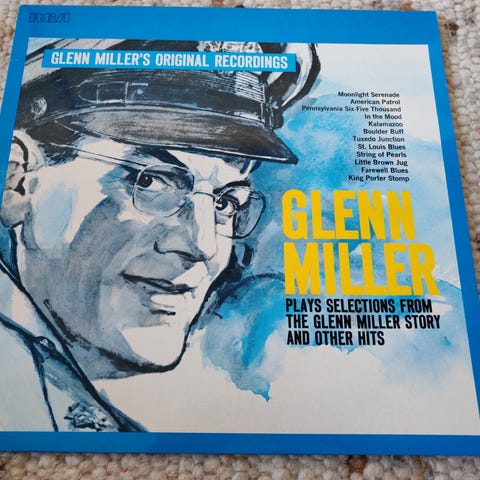 RCA
GLENN MILLER'S ORIGINAL RECORDINGS
Moonlight Serenade
American Patrol
Pennsylvania Six-Five Thousand
In the Mood
Kalamazoo
Boulder Buff
Tuxedo Junction
St. Louis Blues
String of Pearls
Little Brown Jug
Farewell Blues
King Porter Stomp
GLENN
MILLER
PLAYS SELECTIONS FROM
THE GLENN MILLER STORY
AND OTHER HITS